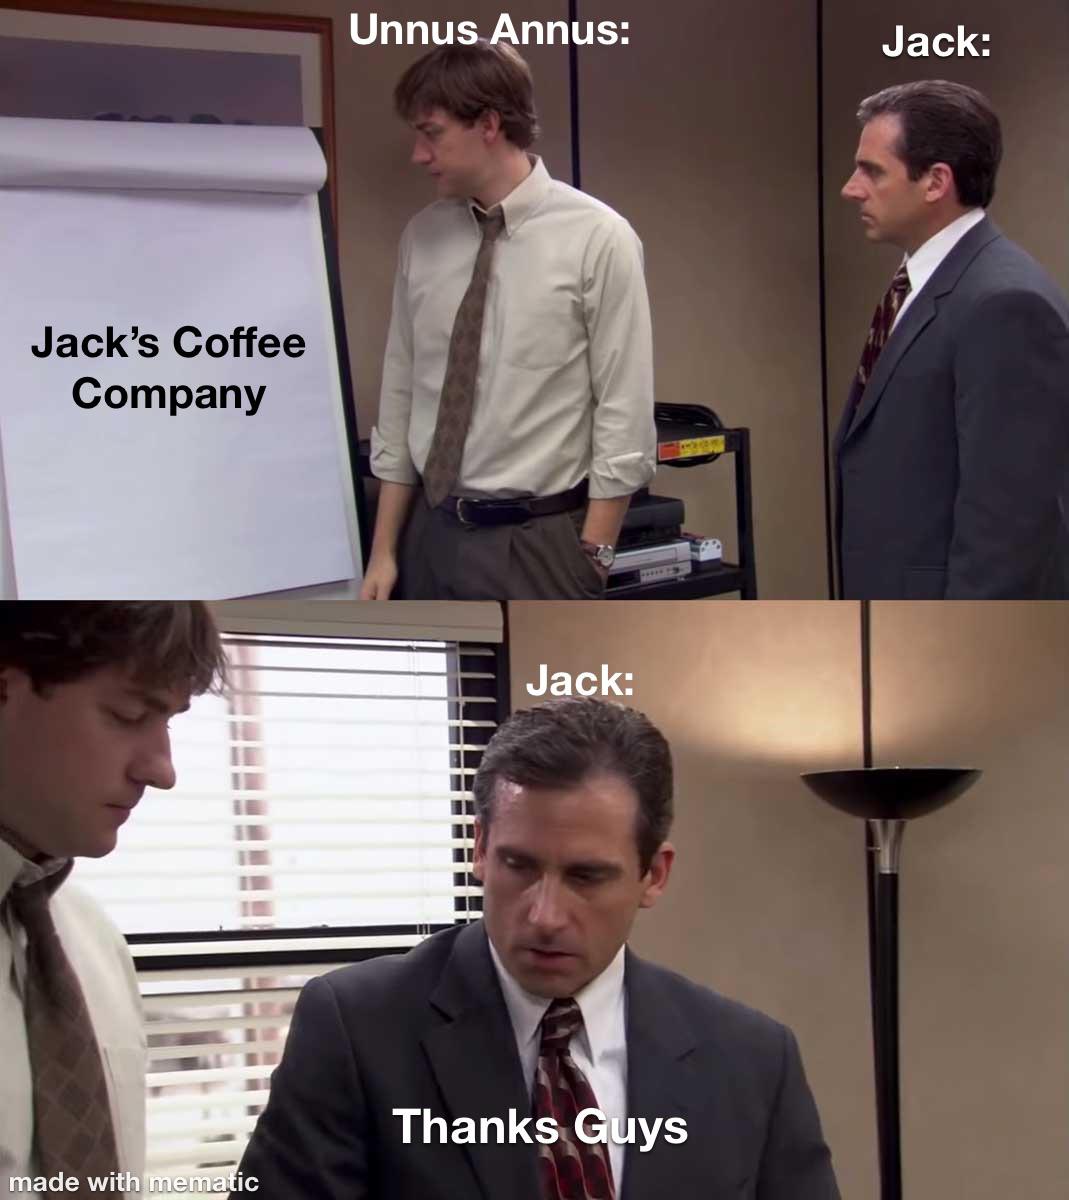 Unnus Annus:
Jack:
Jack’s Coffee
Company
Jack:
Thanks Guys
made with mematic